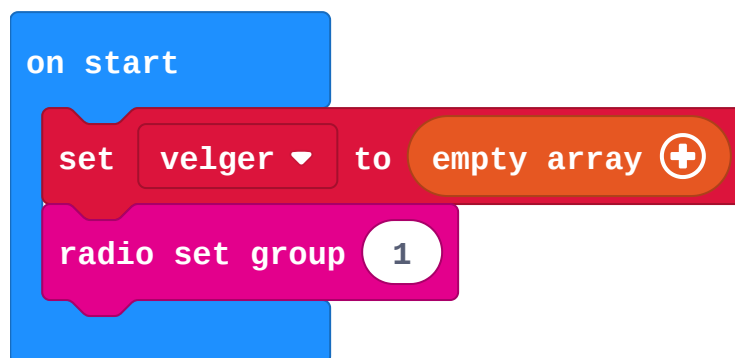 on start
set velger to empty array
radio set group 1